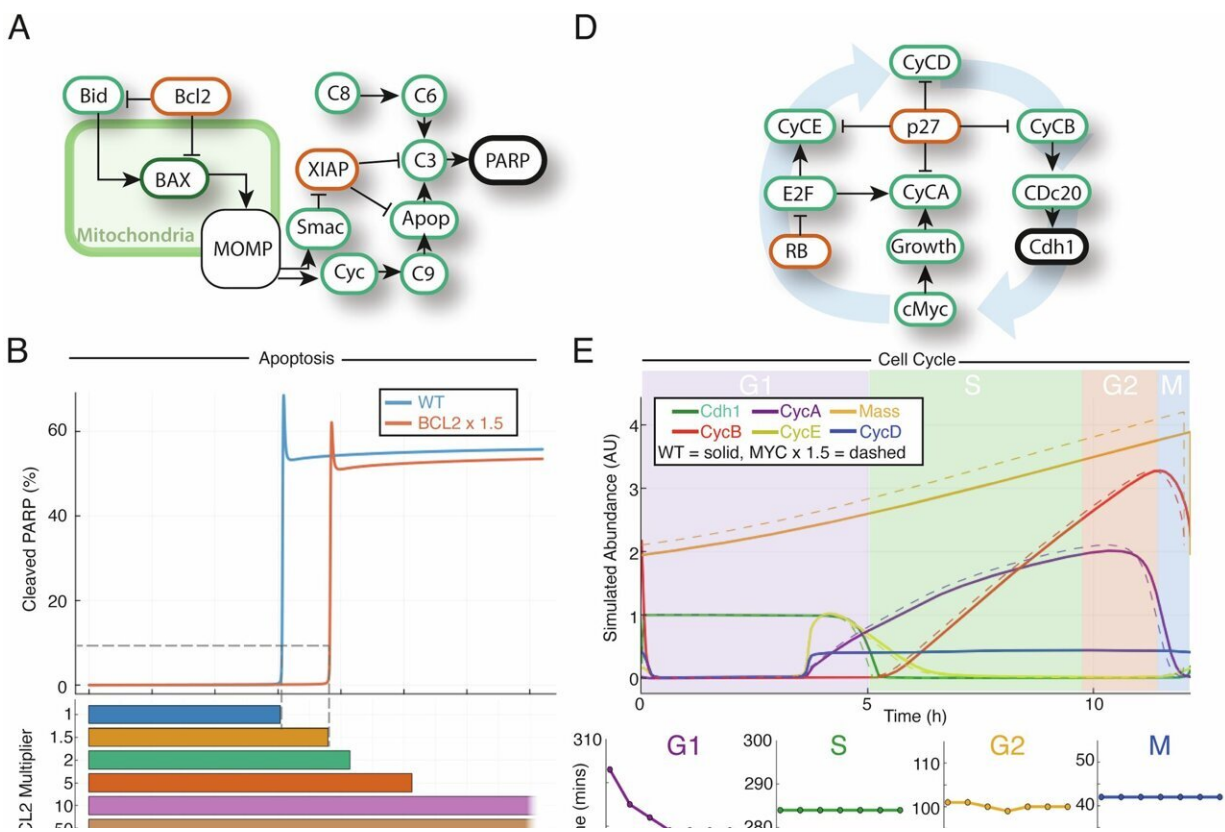 A
Bid
Bcl2
BAX
Mitochondria
MOMP
C8
C6
XIAP
C3
PARP
Smac
Apop
Cyc
C9
D
CyCD
CyCE
p27
CyCB
E2F
CyCA
CDc20
RB
Growth
Cdh1
cMyc
B
Apoptosis
WT
BCL2 x 1.5
Cleaved PARP (%)
60
40
20
0
CL2 Multiplier
1
1.5
2
5
10
50
E
Cell Cycle
G1
S
G2
M
Cdh1 CycA Mass
CycB CycE CycD
WT = solid, MYC x 1.5 = dashed
Simulated Abundance (AU)
4
3
2
1
0
0 5 10
Time (h)
G1
S
G2
M
310
ne (mins)
300
290
280
110
100
50
40